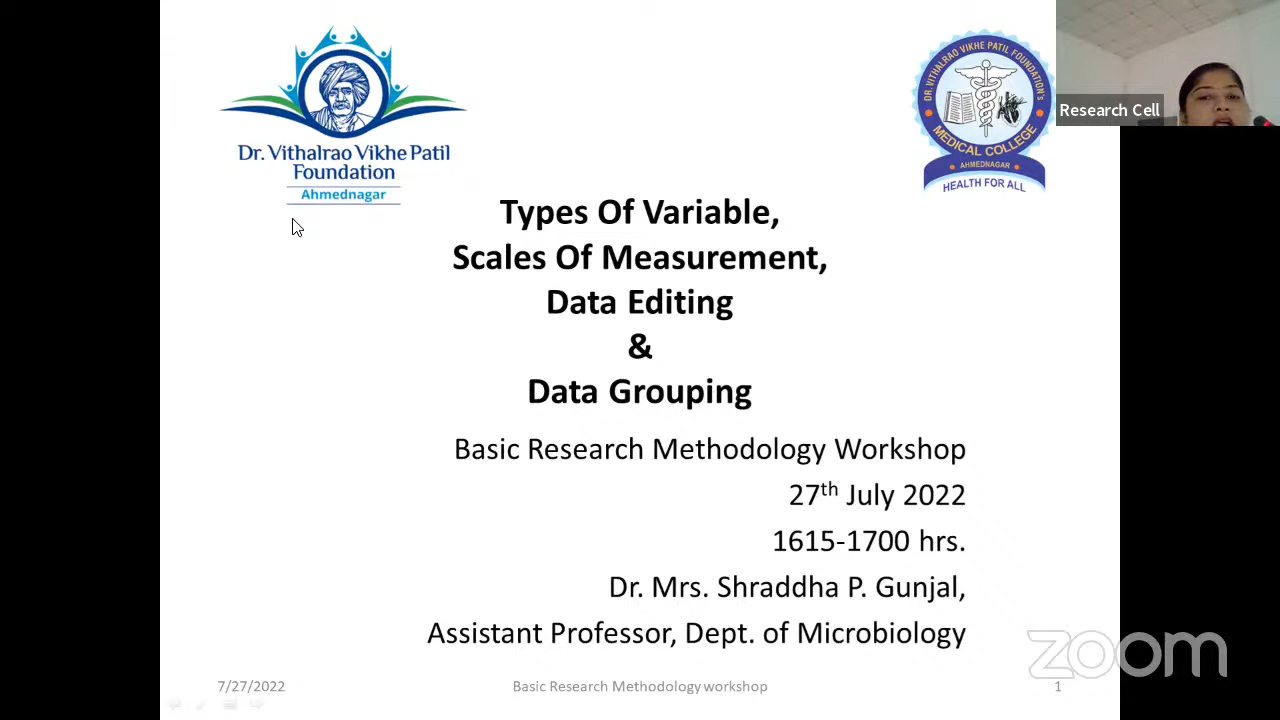 Dr. Vithalrao Vikhe Patil
Foundation
Ahmednagar
DR. VITHALRAO VIKHE PATIL FOUNDATION's
MEDICAL COLLEGE
AHMEDNAGAR
HEALTH FOR ALL
Research Cell
Types Of Variable,
Scales Of Measurement,
Data Editing
&
Data Grouping
Basic Research Methodology Workshop
27th July 2022
1615-1700 hrs.
Dr. Mrs. Shraddha P. Gunjal,
Assistant Professor, Dept. of Microbiology
zoom
7/27/2022
Basic Research Methodology workshop
1